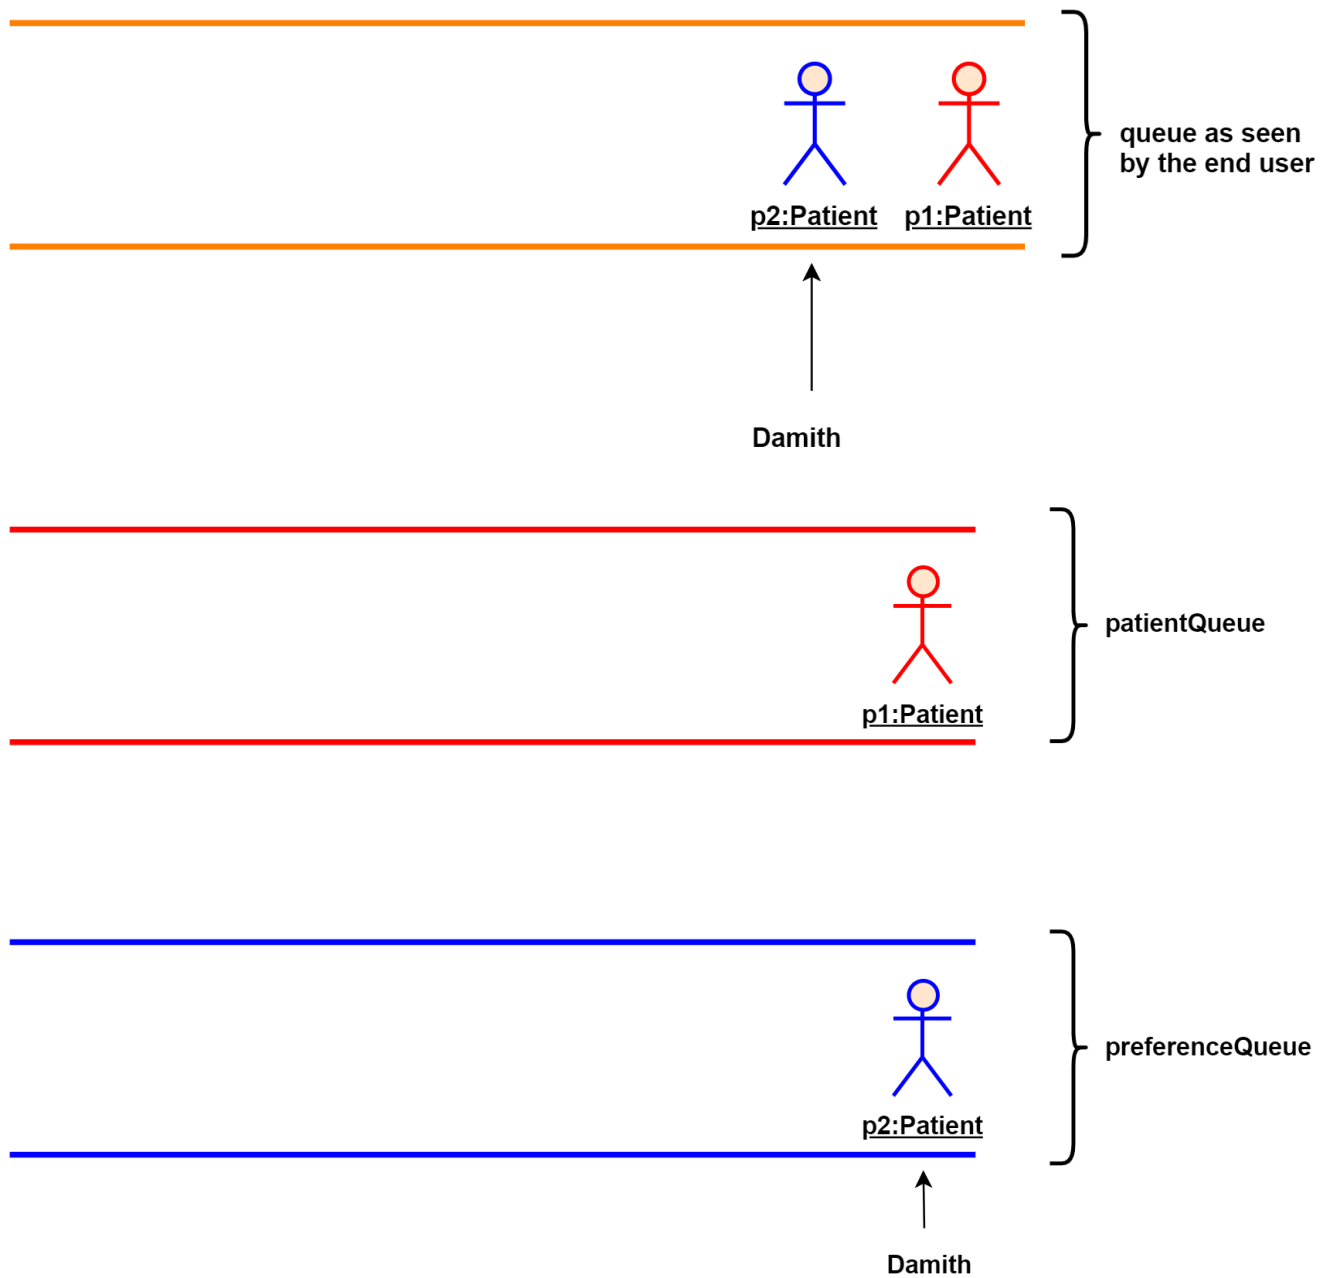 queue as seen
by the end user
p2:Patient
p1:Patient
Damith
patientQueue
p1:Patient
preferenceQueue
p2:Patient
Damith